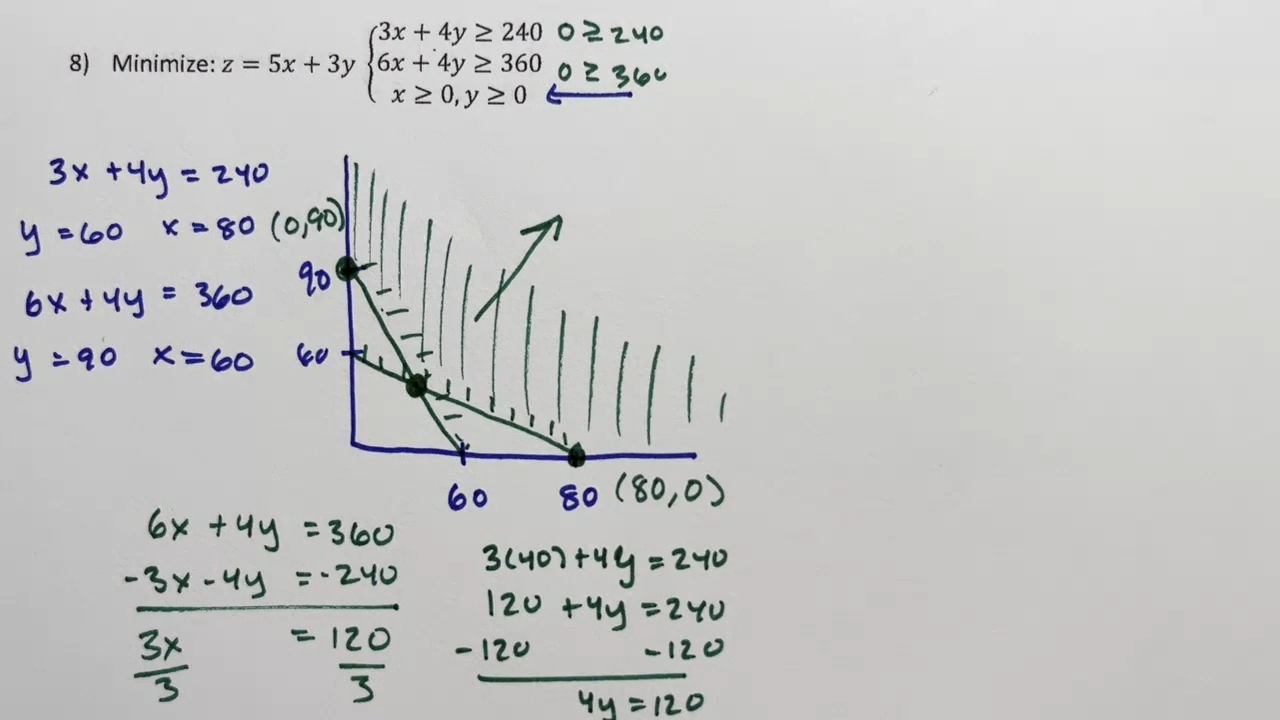 8) Minimize: z = 5x + 3y
3x + 4y ≥ 240 0 ≥ 240
6x + 4y ≥ 360 0 ≥ 360
x ≥ 0, y ≥ 0
3x + 4y = 240
y = 60 x = 80 (0,90)
6x + 4y = 360
y = 90 x = 60
90
60
60 80 (80,0)
6x + 4y = 360
-3x - 4y = -240
3x = 120
3 3
3(40) + 4y = 240
120 + 4y = 240
-120 -120
4y = 120